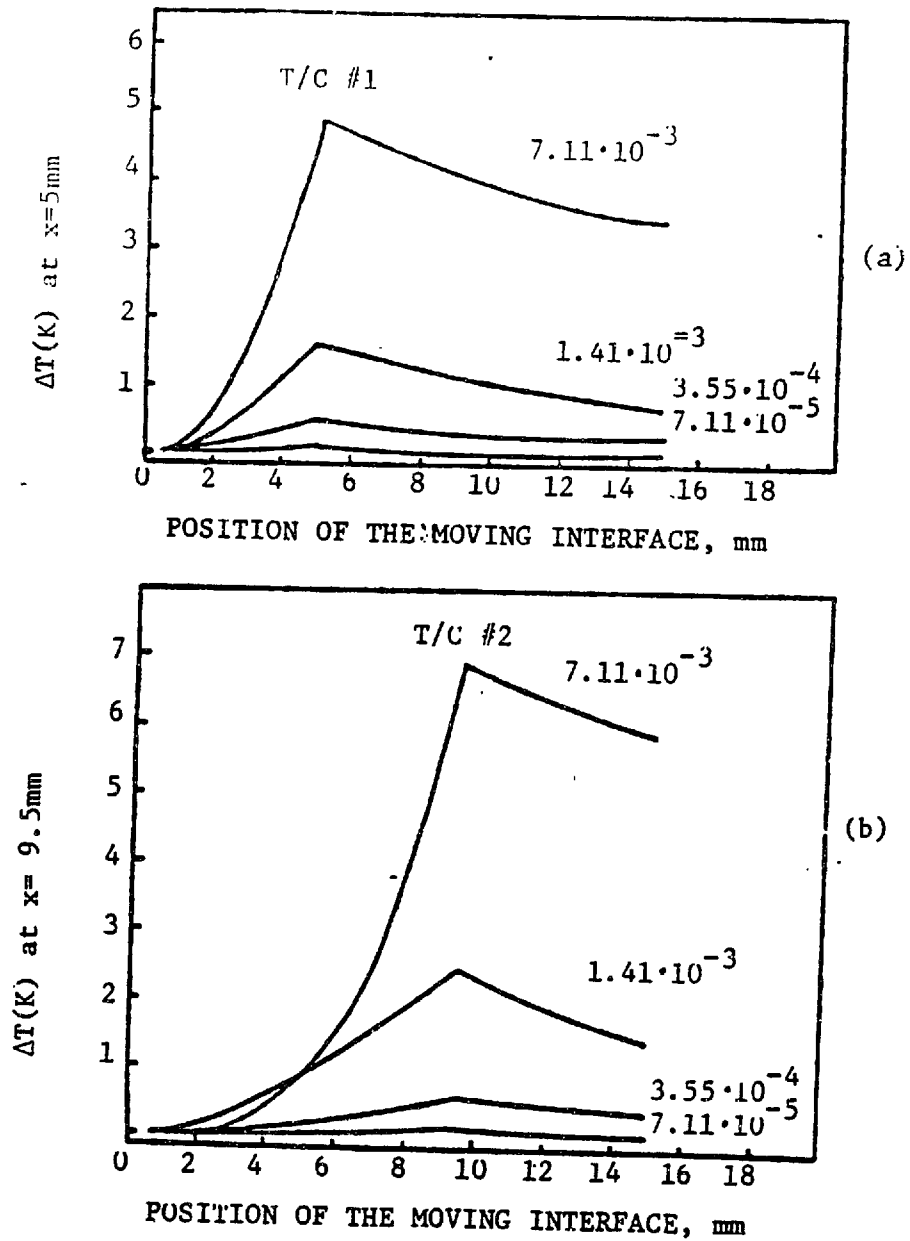 6
5
4
3
2
1
T/C #1
7.11·10⁻³
1.41·10⁼³
3.55·10⁻⁴
7.11·10⁻⁵
ΔT(K) at x=5mm
(a)
0 2 4 6 8 10 12 14 16 18
POSITION OF THE MOVING INTERFACE, mm
7
6
5
4
3
2
1
T/C #2
7.11·10⁻³
1.41·10⁻³
3.55·10⁻⁴
7.11·10⁻⁵
ΔT(K) at x= 9.5mm
(b)
0 2 4 6 8 10 12 14 16 18
POSITION OF THE MOVING INTERFACE, mm